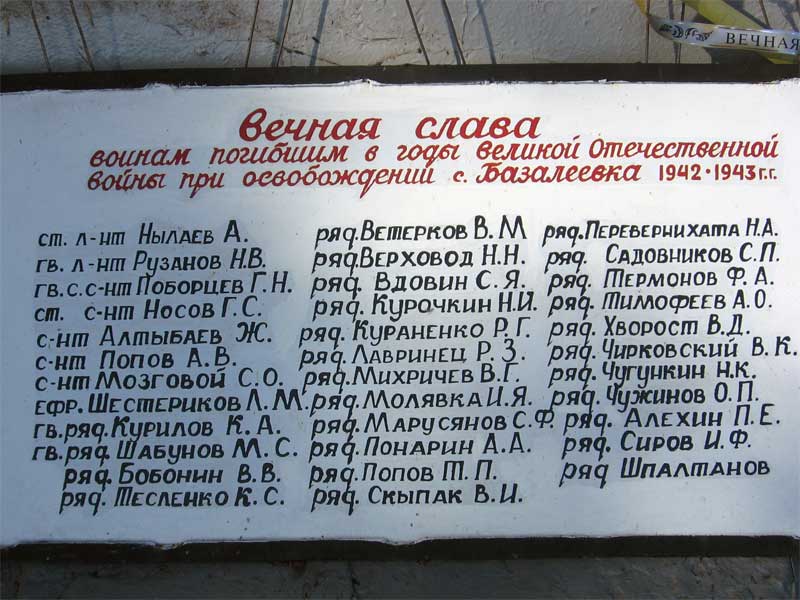 ВЕЧНАЯ
Вечная слава
воинам погибшим в годы великой Отечественной
войны при освобождении с. Базалеевка 1942·1943 г.г.
ст. л-нт Нылаев А.
гв. л-нт Рузанов Н.В.
гв.с.с-нт Поборцев Г.Н.
ст. с-нт Носов Г.С.
с-нт Алтыбаев Ж.
с-нт Попов А.В.
с-нт Мозговой С.О.
ефр. Шестериков Л.М.
гв.ряд. Курилов К.А.
гв.ряд. Шабунов М.С.
ряд. Бобонин В.В.
ряд. Тесленко К.С.
ряд. Ветерков В.М
ряд. Верховод Н.Н.
ряд. Вдовин С.Я.
ряд. Курочкин Н.И.
ряд. Кураненко Р.Г.
ряд. Лавринец Р.З.
ряд. Михричев В.Г.
ряд. Молявка И.Я.
ряд. Марусянов С.Ф.
ряд. Понарин А.А.
ряд. Попов Т.П.
ряд. Скыпак В.И.
ряд. Перевернихата Н.А.
ряд. Садовников С.П.
ряд. Термонов Ф.А.
ряд. Тимофеев А.О.
ряд. Хворост В.Д.
ряд. Чирковский В.К.
ряд. Чугункин Н.К.
ряд. Чужинов О.П.
ряд. Алехин П.Е.
ряд. Сиров И.Ф.
ряд Шпалтанов